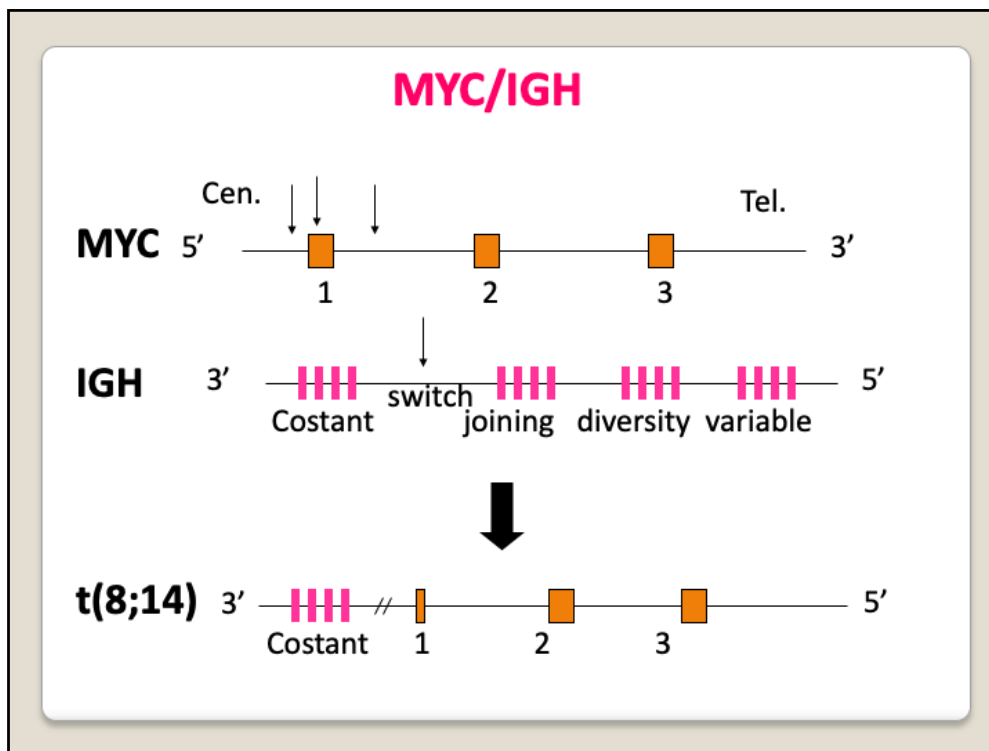 MYC/IGH
Cen. Tel.
MYC 5’ 3’
1 2 3
IGH 3’ 5’
switch
Costant joining diversity variable
t(8;14) 3’ // 5’
Costant 1 2 3